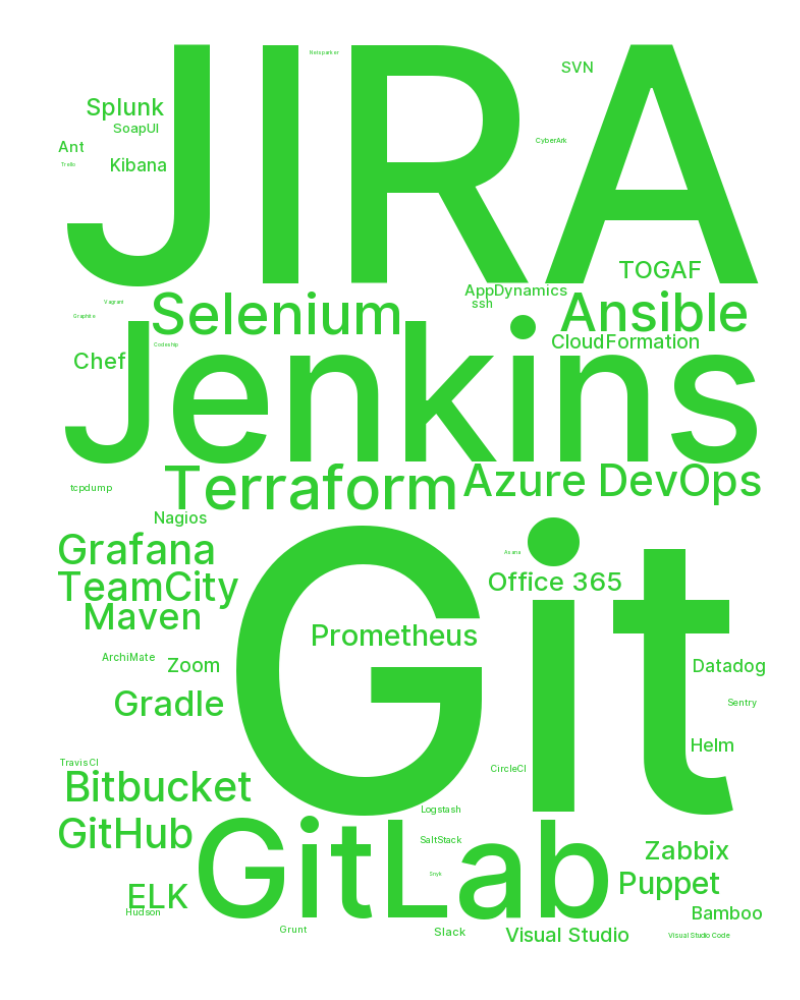 JIRA
Netsparker
SVN
Splunk
SoapUI
CyberArk
Ant
Trello
Kibana
TOGAF
AppDynamics
Selenium
Vagrant
ssh
Ansible
Graphite
CloudFormation
Codeship
Chef
Jenkins
Terraform
Azure DevOps
tcpdump
Nagios
Grafana
Asana
TeamCity
Office 365
Maven
Git
Prometheus
ArchiMate
Zoom
Datadog
Gradle
Sentry
Helm
TravisCI
CircleCI
Bitbucket
Logstash
GitHub
SaltStack
Zabbix
GitLab
Snyk
Puppet
ELK
Hudson
Bamboo
Grunt
Slack
Visual Studio
Visual Studio Code